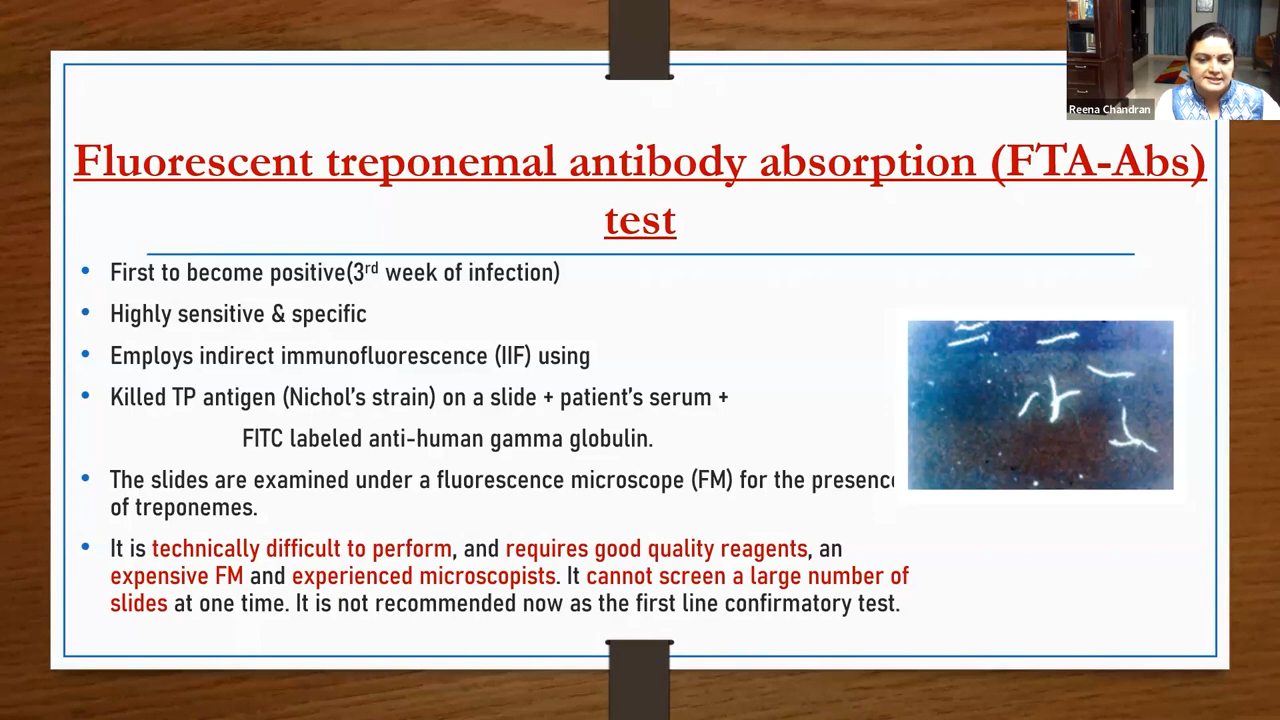 Reena Chandran
Fluorescent treponemal antibody absorption (FTA-Abs)
test
• First to become positive(3rd week of infection)
• Highly sensitive & specific
• Employs indirect immunofluorescence (IIF) using
• Killed TP antigen (Nichol's strain) on a slide + patient's serum +
FITC labeled anti-human gamma globulin.
• The slides are examined under a fluorescence microscope (FM) for the presence
of treponemes.
• It is technically difficult to perform, and requires good quality reagents, an
expensive FM and experienced microscopists. It cannot screen a large number of
slides at one time. It is not recommended now as the first line confirmatory test.